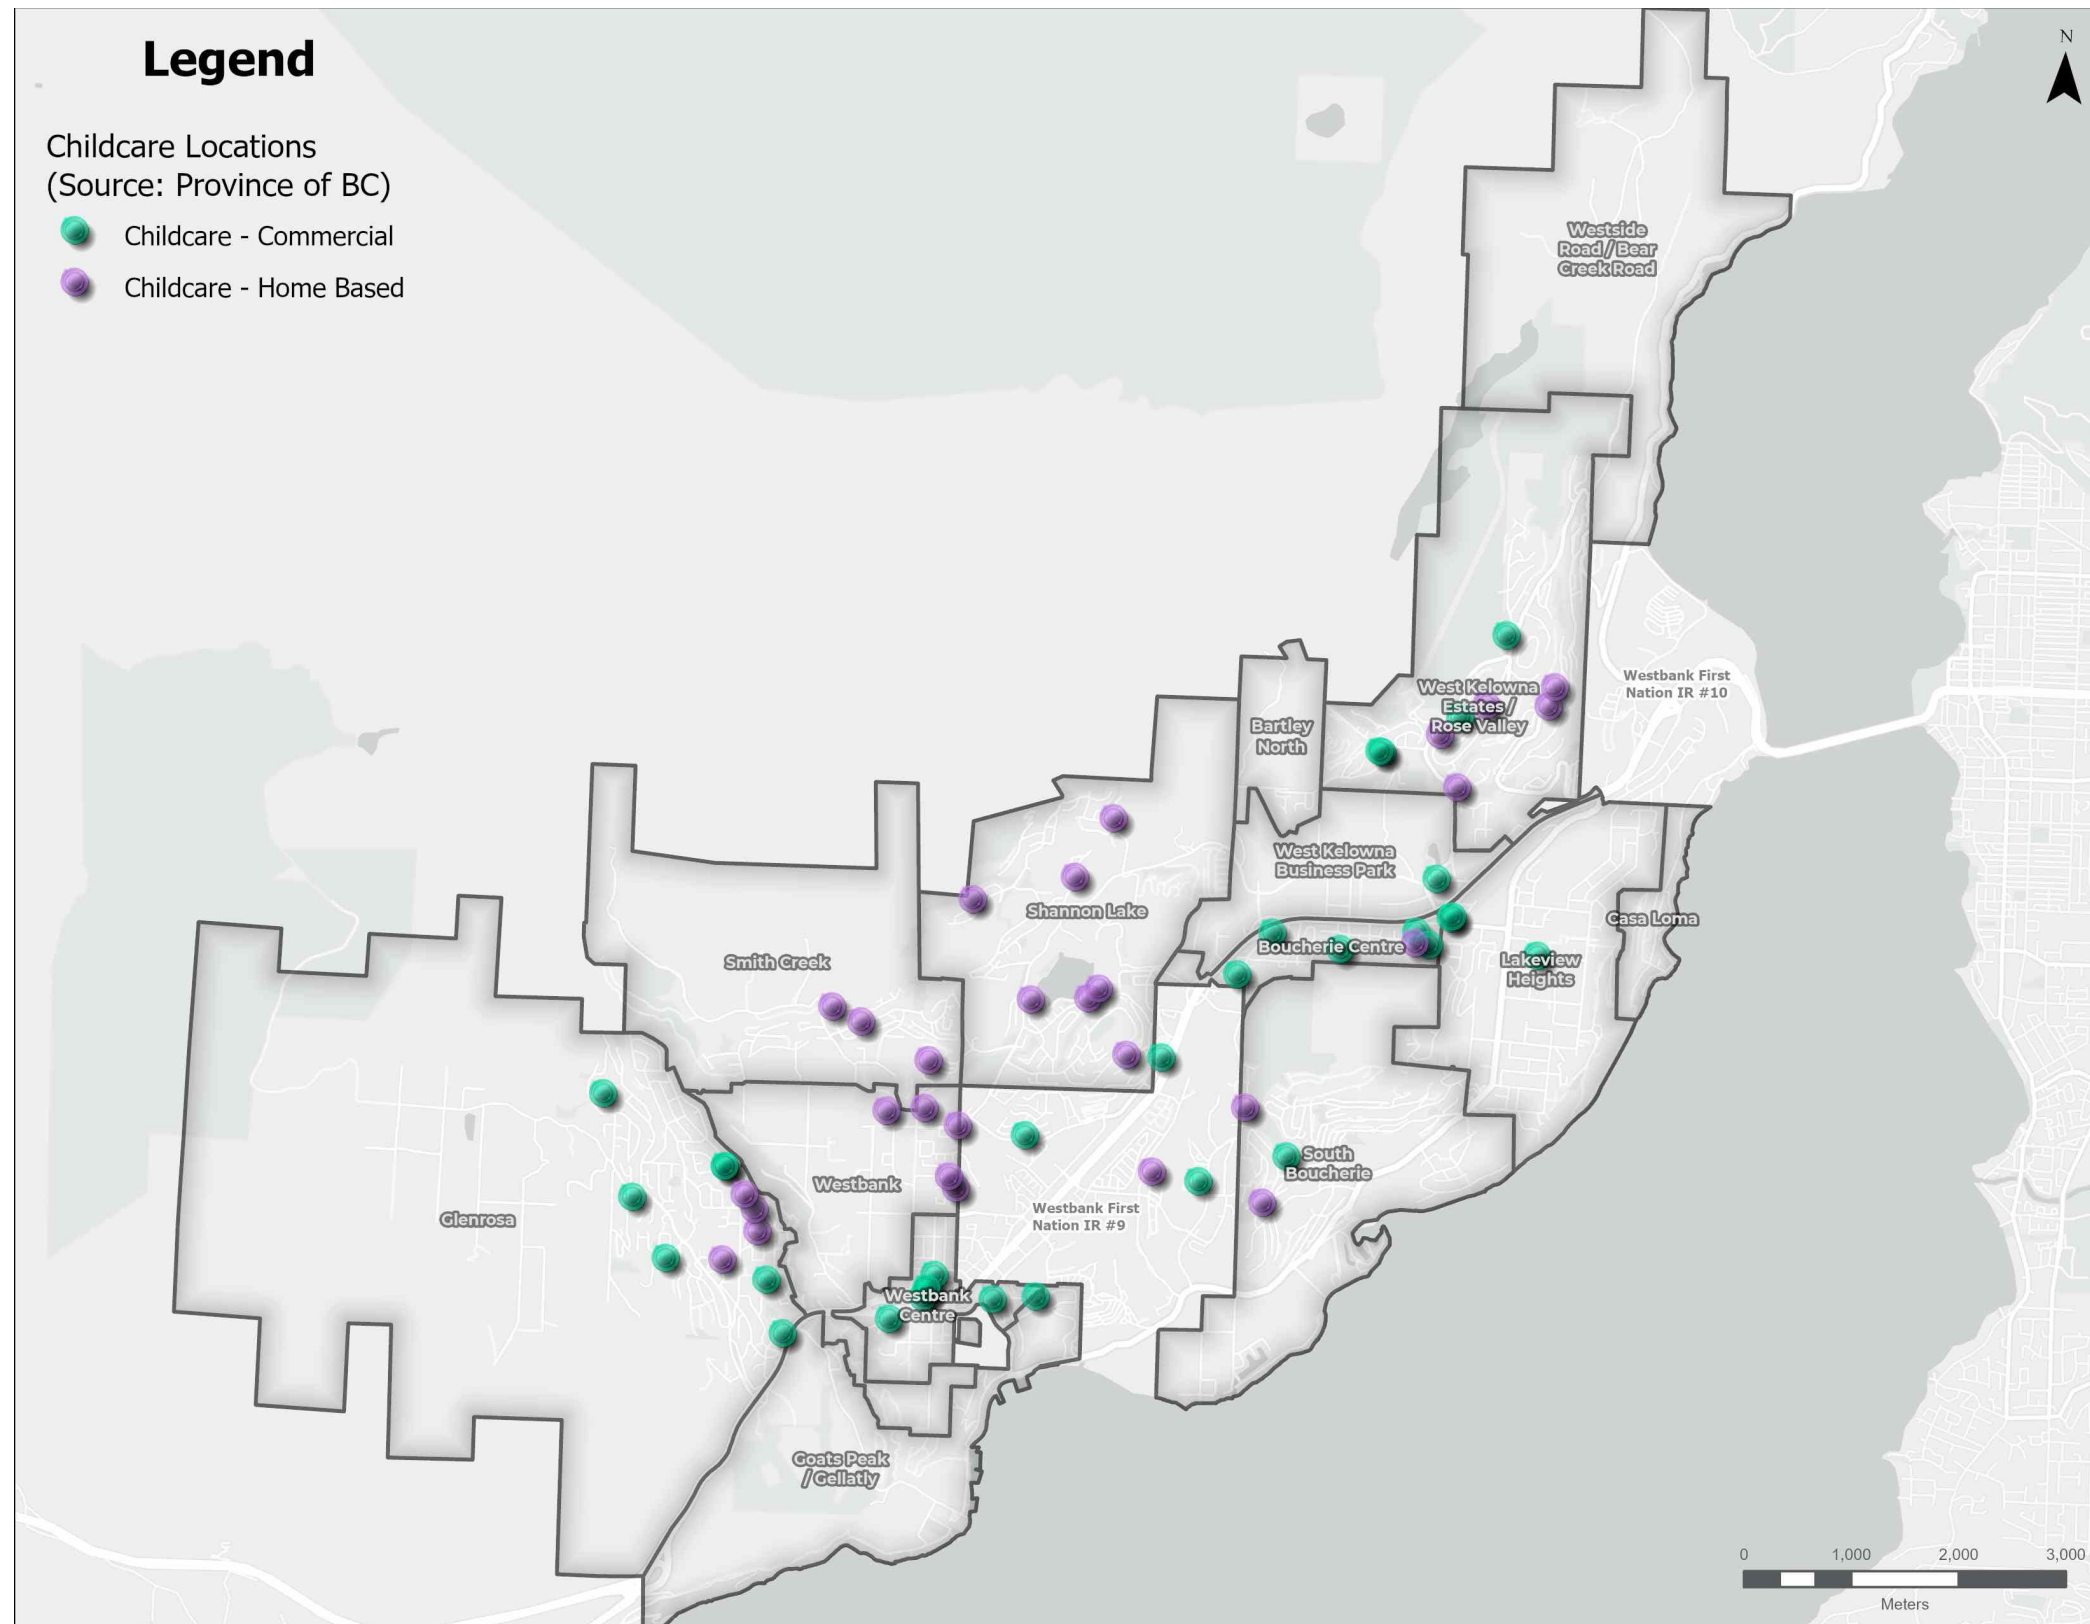 Legend
Childcare Locations
(Source: Province of BC)
Childcare - Commercial
Childcare - Home Based
N
Westside
Road / Bear
Creek Road
Westbank First
Nation IR #10
West Kelowna
Estates /
Rose Valley
Bartley
North
West Kelowna
Business Park
Shannon Lake
Casa Loma
Boucherie Centre
Lakeview
Heights
Smith Creek
South
Boucherie
Westbank
Westbank First
Nation IR #9
Glenrosa
Westbank
Centre
Goats Peak
/ Gellatly
0 1,000 2,000 3,000
Meters